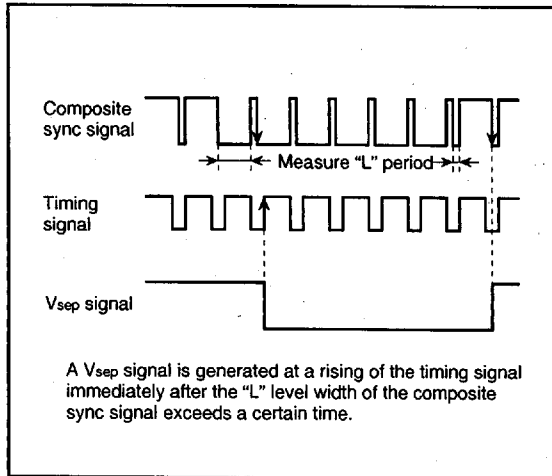 Composite
sync signal
Measure “L” period
Timing
signal
Vsep signal
A Vsep signal is generated at a rising of the timing signal
immediately after the “L” level width of the composite
sync signal exceeds a certain time.